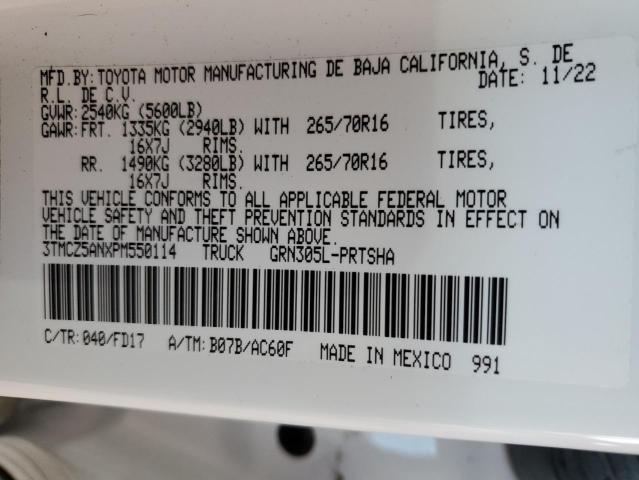 MFD.BY:TOYOTA MOTOR MANUFACTURING DE BAJA CALIFORNIA, S. DE
R.L. DE C.V. DATE: 11/22
GVWR:2540KG (5600LB)
GAWR:FRT. 1335KG (2940LB) WITH 265/70R16 TIRES,
16X7J RIMS.
RR. 1490KG (3280LB) WITH 265/70R16 TIRES,
16X7J RIMS.
THIS VEHICLE CONFORMS TO ALL APPLICABLE FEDERAL MOTOR
VEHICLE SAFETY AND THEFT PREVENTION STANDARDS IN EFFECT ON
THE DATE OF MANUFACTURE SHOWN ABOVE.
3TMCZ5ANXPM550114 TRUCK GRN305L-PRTSHA
C/TR:040/FD17 A/TM:B07B/AC60F MADE IN MEXICO 991